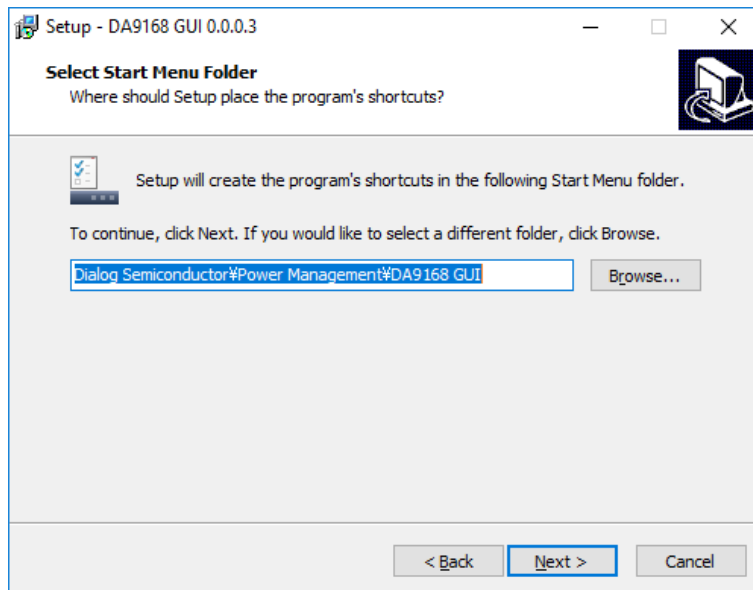 Setup - DA9168 GUI 0.0.0.3
Select Start Menu Folder
Where should Setup place the program's shortcuts?
Setup will create the program's shortcuts in the following Start Menu folder.
To continue, click Next. If you would like to select a different folder, click Browse.
Dialog Semiconductor¥Power Management¥DA9168 GUI
Browse...
< Back
Next >
Cancel